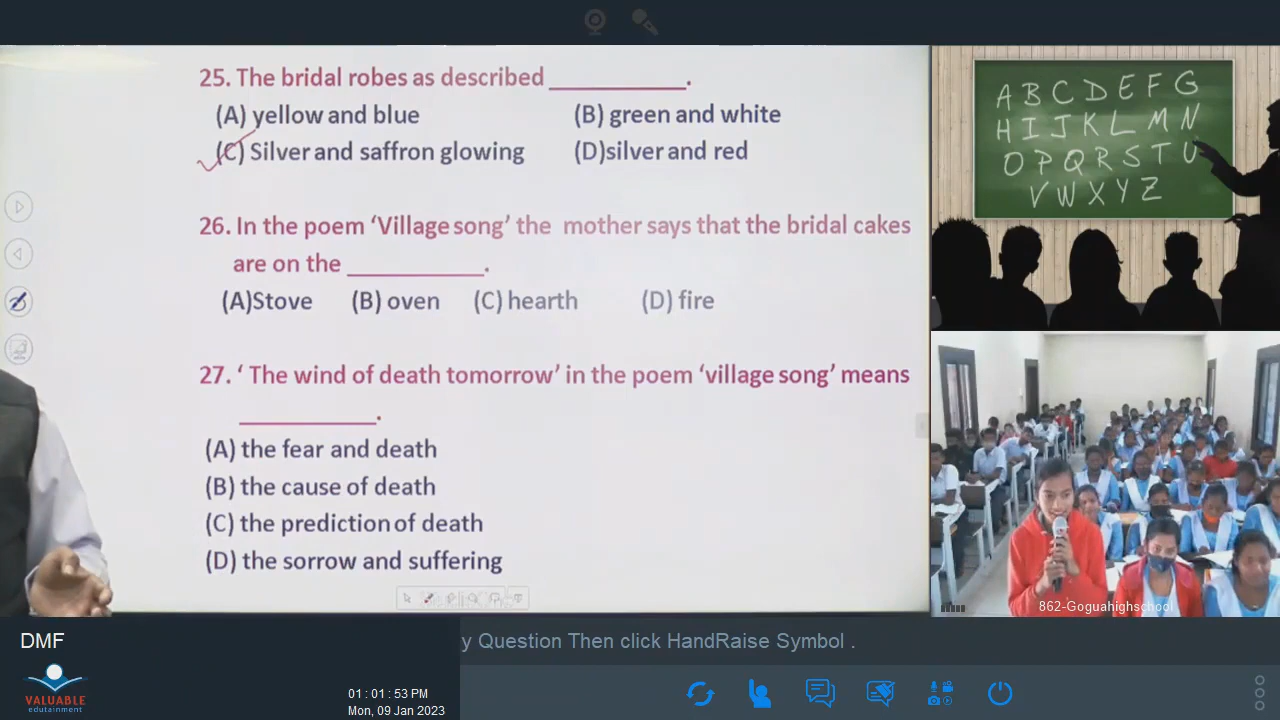 25. The bridal robes as described __________.
(A) yellow and blue (B) green and white
(C) Silver and saffron glowing (D)silver and red
26. In the poem ‘Village song’ the mother says that the bridal cakes
are on the __________.
(A)Stove (B) oven (C) hearth (D) fire
27. ‘ The wind of death tomorrow’ in the poem ‘village song’ means
__________.
(A) the fear and death
(B) the cause of death
(C) the prediction of death
(D) the sorrow and suffering
A B C D E F G
H I J K L M N
O P Q R S T U
V W X Y Z
862-Goguahighschool
DMF
y Question Then click HandRaise Symbol .
VALUABLE
edutainment
01 : 01 : 53 PM
Mon, 09 Jan 2023